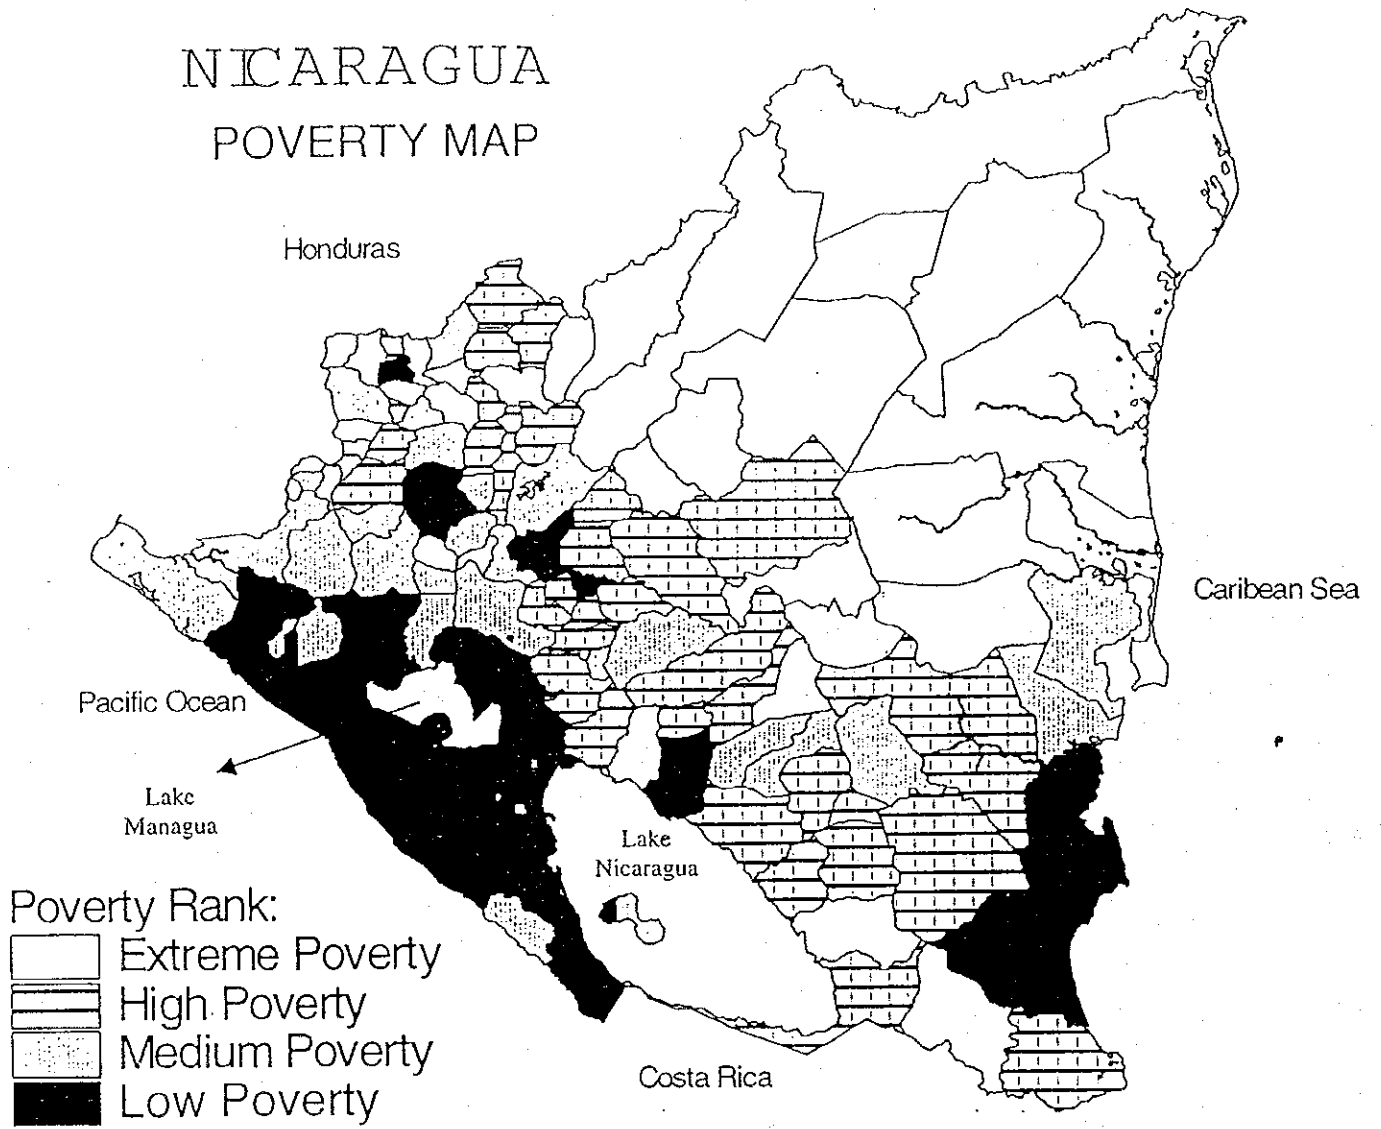 NICARAGUA
POVERTY MAP
Honduras
Caribean Sea
Pacific Ocean
Lake
Managua
Lake
Nicaragua
Poverty Rank:
Extreme Poverty
High Poverty
Medium Poverty
Low Poverty
Costa Rica